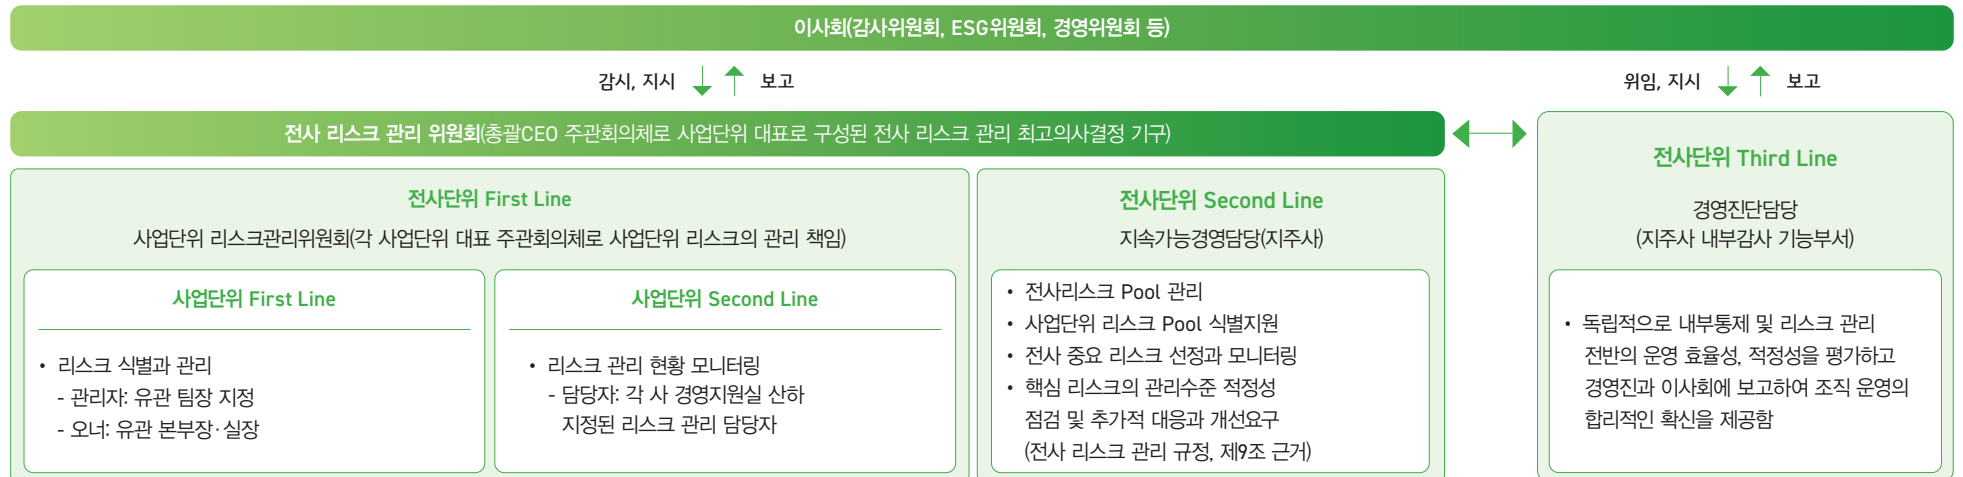 이사회(감사위원회, ESG위원회, 경영위원회 등)
감시, 지시
보고
위임, 지시
보고
전사 리스크 관리 위원회(총괄CEO 주관회의체로 사업단위 대표로 구성된 전사 리스크 관리 최고의사결정 기구)
전사단위 First Line
사업단위 리스크관리위원회(각 사업단위 대표 주관회의체로 사업단위 리스크의 관리 책임)
사업단위 First Line
• 리스크 식별과 관리
- 관리자: 유관 팀장 지정
- 오너: 유관 본부장·실장
사업단위 Second Line
• 리스크 관리 현황 모니터링
- 담당자: 각 사 경영지원실 산하
지정된 리스크 관리 담당자
전사단위 Second Line
지속가능경영담당(지주사)
• 전사리스크 Pool 관리
• 사업단위 리스크 Pool 식별지원
• 전사 중요 리스크 선정과 모니터링
• 핵심 리스크의 관리수준 적정성
점검 및 추가적 대응과 개선요구
(전사 리스크 관리 규정, 제9조 근거)
전사단위 Third Line
경영진단담당
(지주사 내부감사 기능부서)
• 독립적으로 내부통제 및 리스크 관리
전반의 운영 효율성, 적정성을 평가하고
경영진과 이사회에 보고하여 조직 운영의
합리적인 확신을 제공함